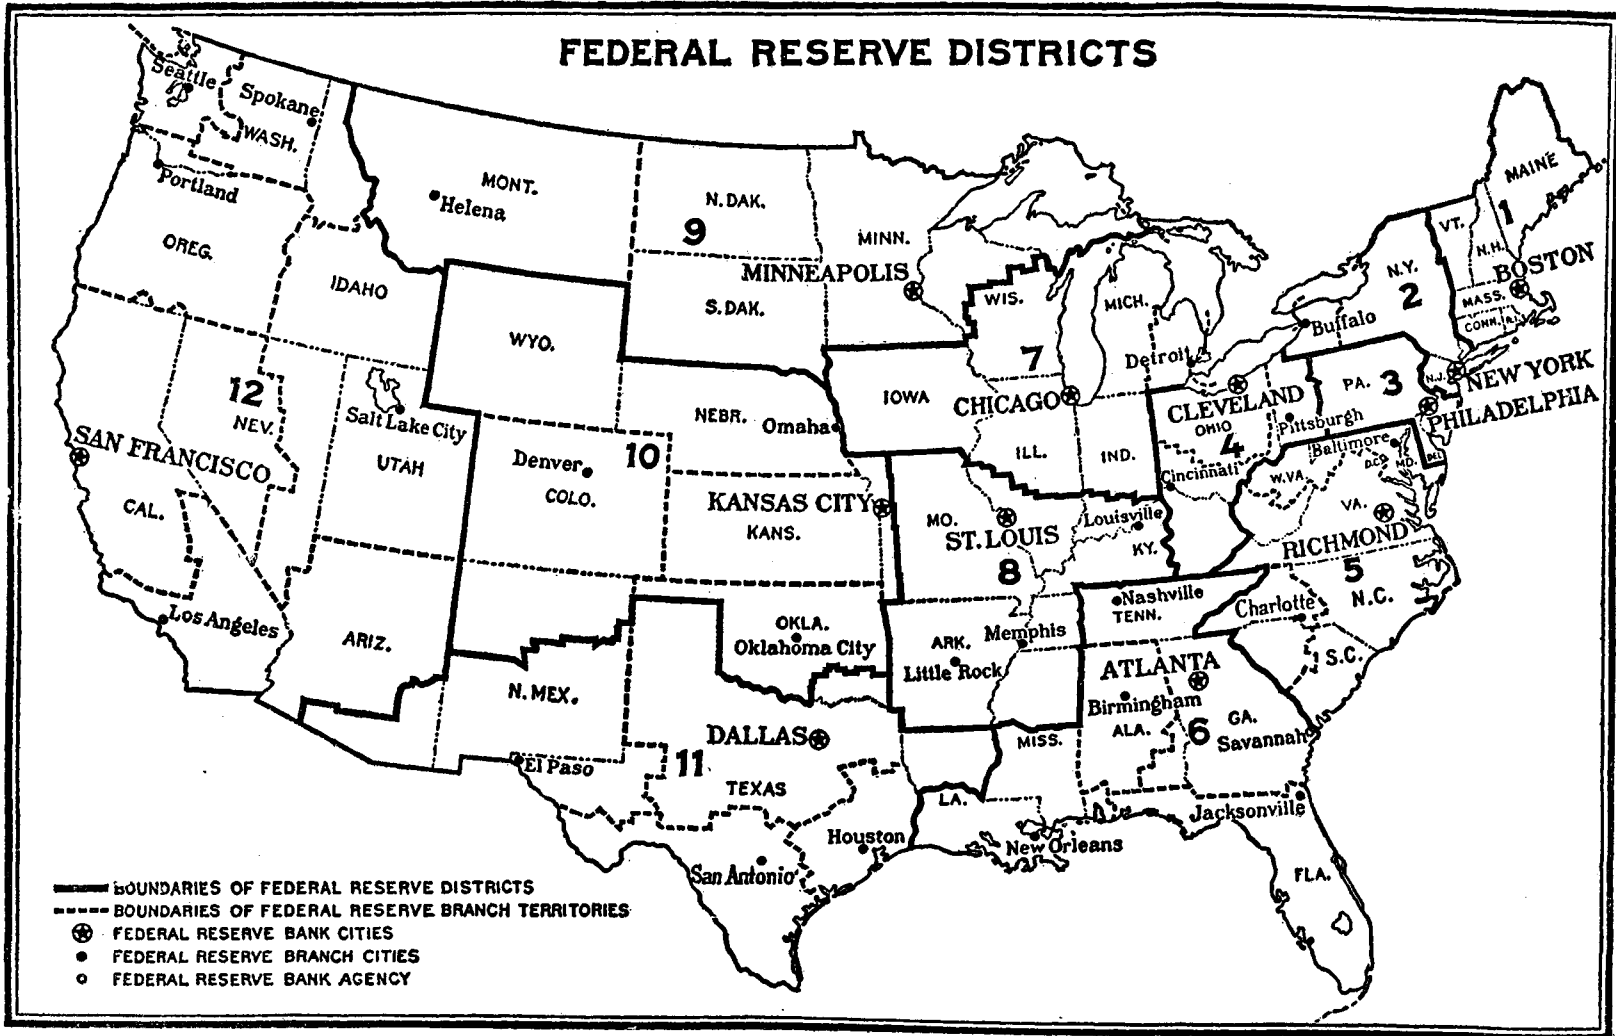 FEDERAL RESERVE DISTRICTS
Seattle
Spokane
WASH.
Portland
OREG.
IDAHO
MONT.
Helena
N. DAK.
9
MINN.
MINNEAPOLIS
S. DAK.
WYO.
WIS.
MICH.
7
Detroit
MAINE
VT.
1
N.H.
BOSTON
MASS.
CONN.
R.I.
N.Y.
2
Buffalo
NEW YORK
N.J.
PA.
3
PHILADELPHIA
CLEVELAND
OHIO
4
Pittsburgh
Cincinnati
Baltimore
D.C.
MD.
DEL.
W.VA.
VA.
RICHMOND
5
N.C.
Charlotte
S.C.
12
NEV.
Salt Lake City
UTAH
SAN FRANCISCO
CAL.
Los Angeles
ARIZ.
NEBR.
Omaha
10
Denver
COLO.
KANSAS CITY
KANS.
IOWA
CHICAGO
ILL.
IND.
MO.
ST. LOUIS
8
Louisville
KY.
Nashville
TENN.
Memphis
ARK.
Little Rock
OKLA.
Oklahoma City
N. MEX.
El Paso
DALLAS
11
TEXAS
Houston
San Antonio
LA.
New Orleans
MISS.
ATLANTA
Birmingham
ALA.
6
GA.
Savannah
Jacksonville
FLA.
BOUNDARIES OF FEDERAL RESERVE DISTRICTS
BOUNDARIES OF FEDERAL RESERVE BRANCH TERRITORIES
FEDERAL RESERVE BANK CITIES
FEDERAL RESERVE BRANCH CITIES
FEDERAL RESERVE BANK AGENCY